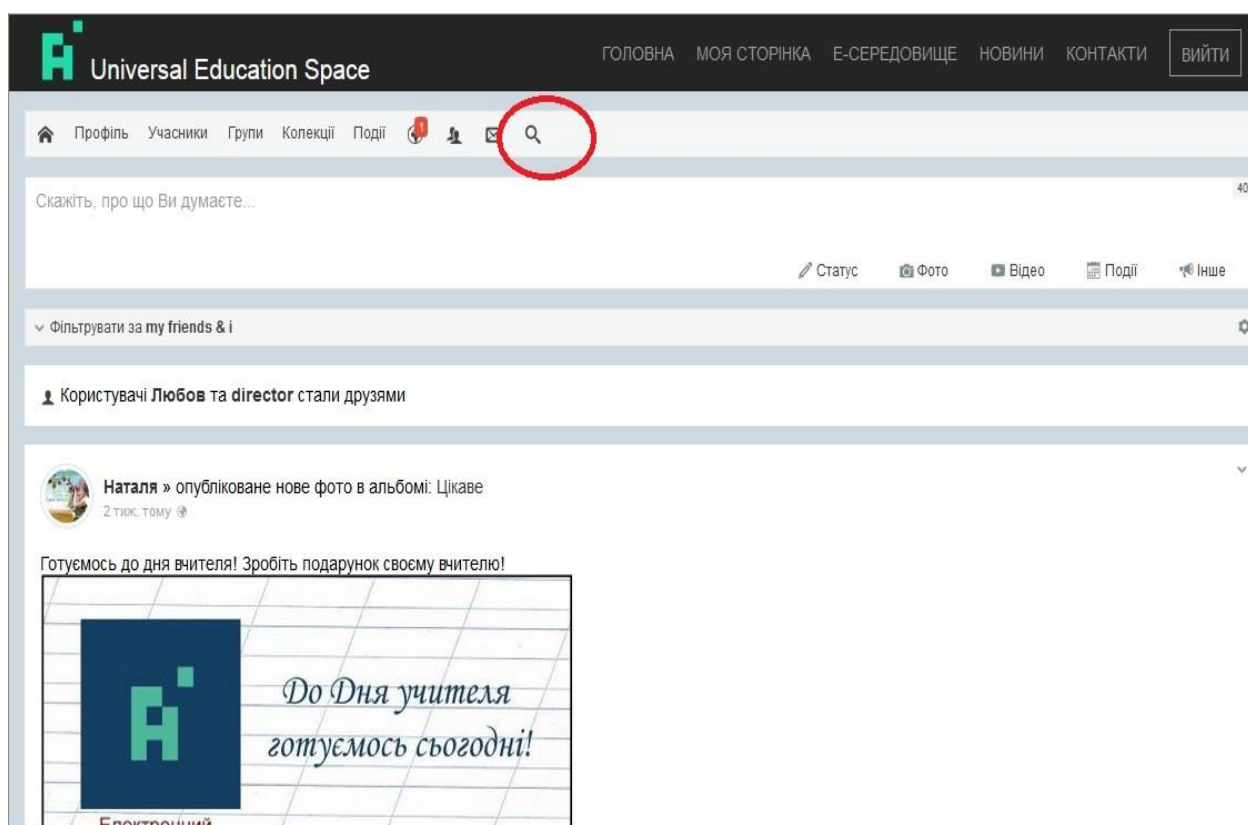 Universal Education Space
ГОЛОВНА МОЯ СТОРІНКА Е-СЕРЕДОВИЩЕ НОВИНИ КОНТАКТИ ВИЙТИ
Профіль Учасники Групи Колекції Події 1
Скажіть, про що Ви думаєте...
40
Статус Фото Відео Події Інше
Фільтрувати за my friends & i
Користувачі Любов та director стали друзями
Наталя » опубліковане нове фото в альбомі: Цікаве
2 тиж. тому
Готуємось до дня вчителя! Зробіть подарунок своєму вчителю!
До Дня учителя
готуємось сьогодні!
Електронний